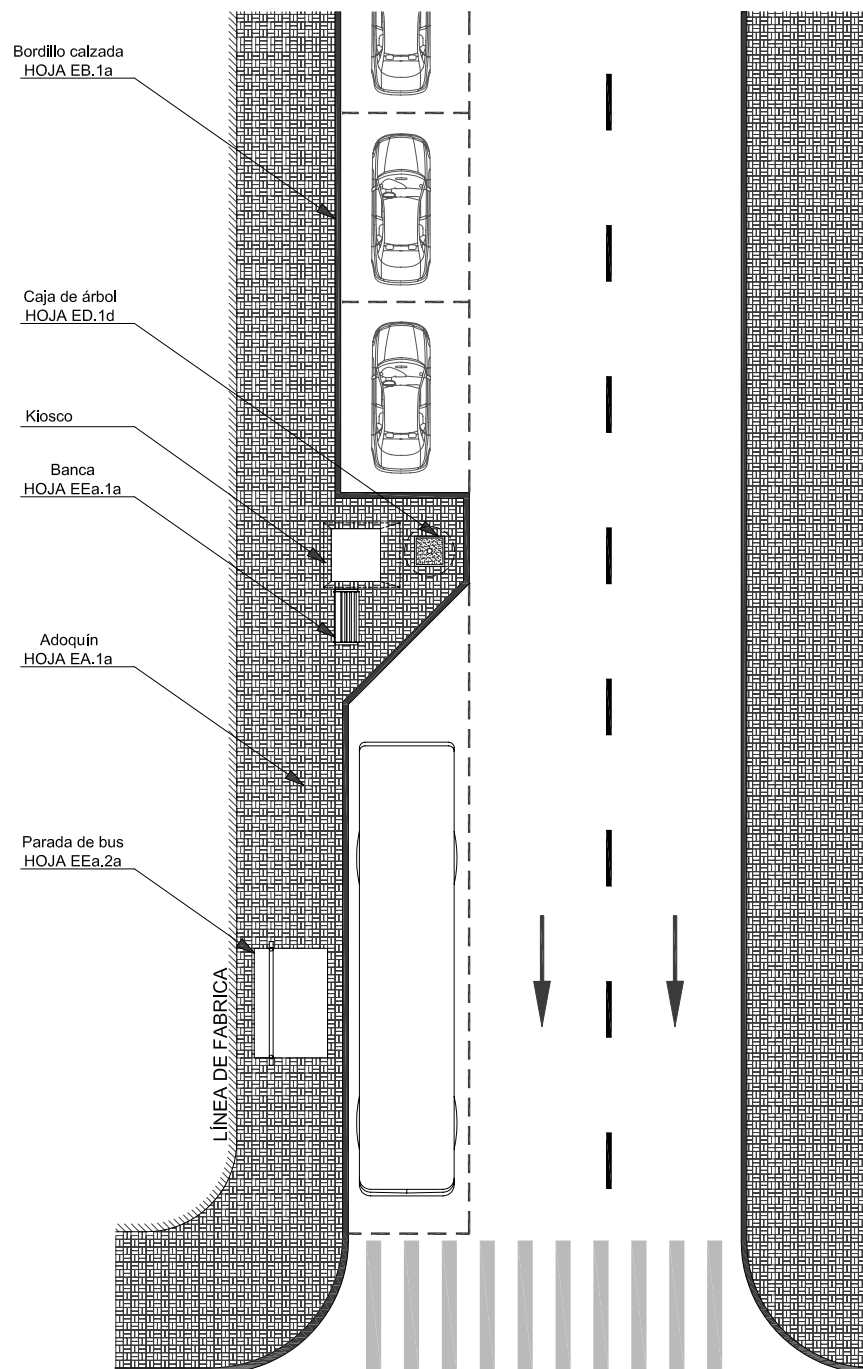 Bordillo calzada
HOJA EB.1a
Caja de árbol
HOJA ED.1d
Kiosco
Banca
HOJA EEa.1a
Adoquín
HOJA EA.1a
Parada de bus
HOJA EEa.2a
LÍNEA DE FABRICA